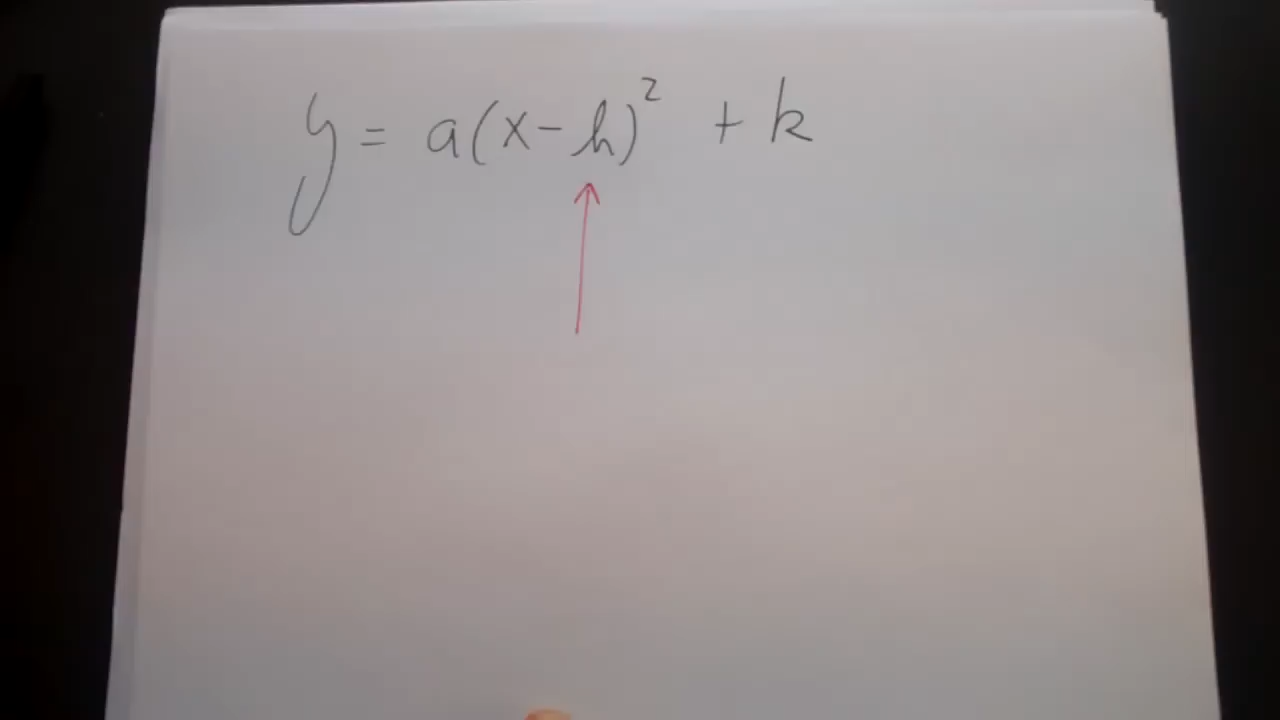 y = a(x-h)² + k